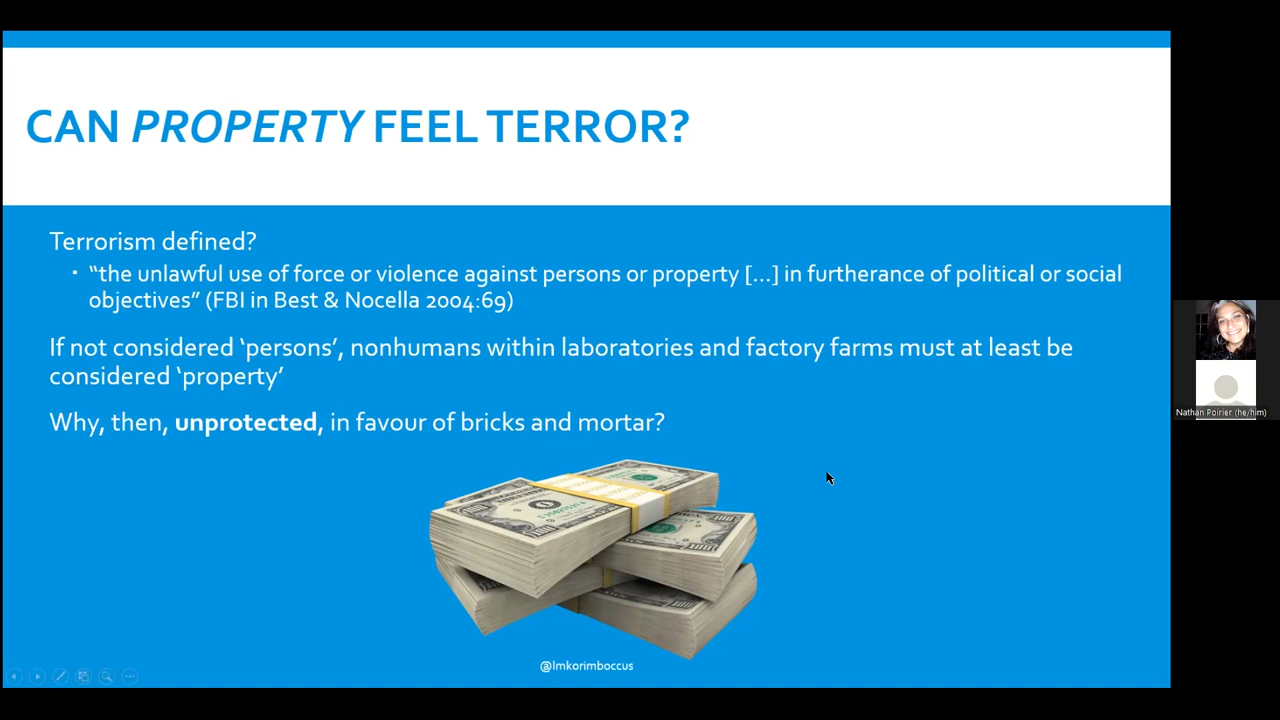 CAN PROPERTY FEEL TERROR?
Terrorism defined?
▪ “the unlawful use of force or violence against persons or property [...] in furtherance of political or social
objectives” (FBI in Best & Nocella 2004:69)
If not considered ‘persons’, nonhumans within laboratories and factory farms must at least be
considered ‘property’
Why, then, unprotected, in favour of bricks and mortar?
@lmkorimboccus
Nathan Poirier (he/him)